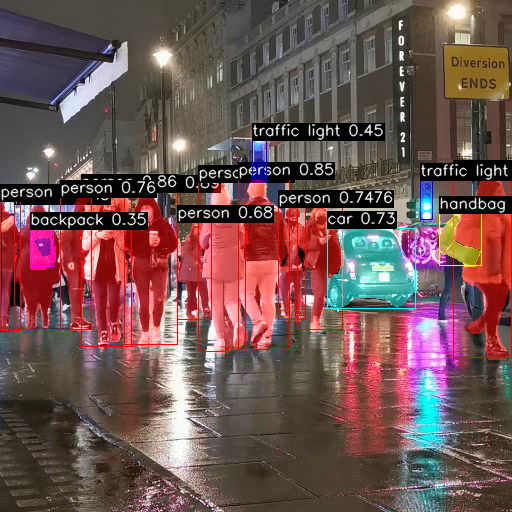 FOREVER 21
Diversion
ENDS
traffic light 0.45
person 0.85
traffic light
person
person 0.76
person 0.7476
handbag
backpack 0.35
person 0.68
car 0.73